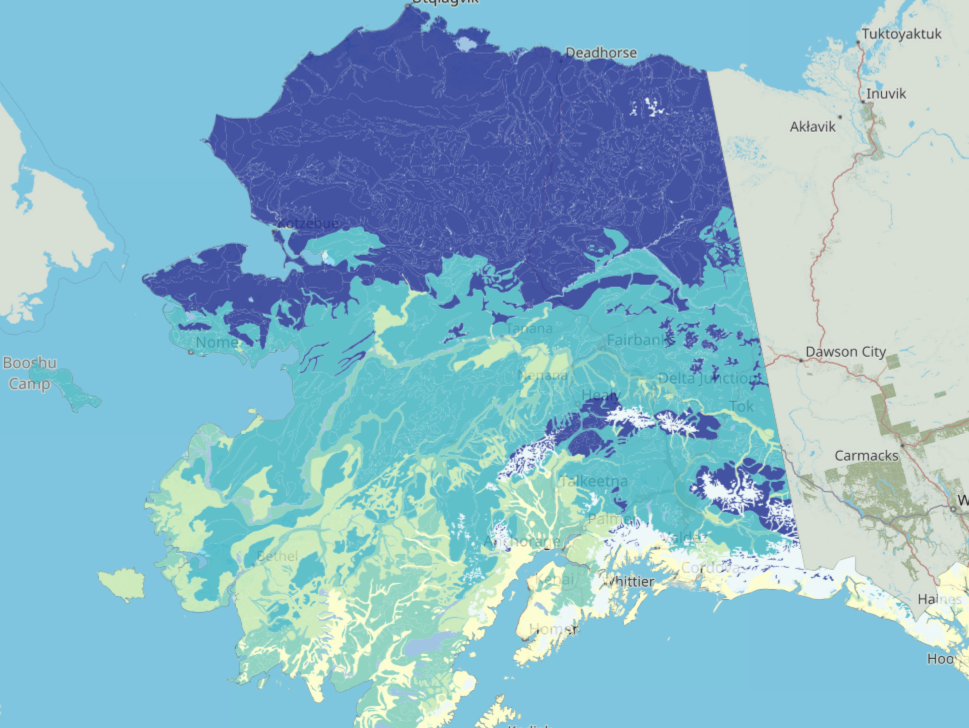 Utqiagvik
Deadhorse
Tuktoyaktuk
Inuvik
Akłavik
Kotzebue
Nome
Tanana
Fairbanks
Booshu
Camp
Dawson City
Nenana
Delta Junction
Healy
Tok
Carmacks
Talkeetna
W
Palmer
Anchorage
Valdez
Bethel
Kenai
Whittier
Cordova
Haines
Homer
Hoo